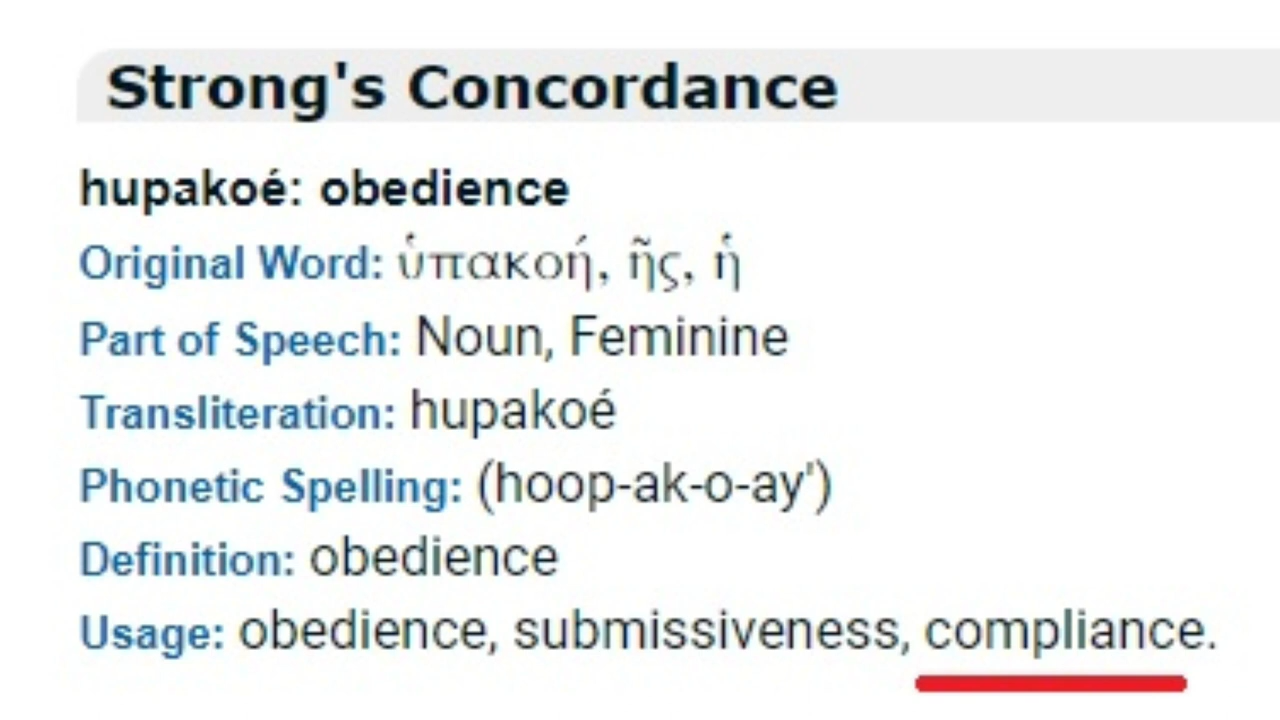 Strong's Concordance
hupakoé: obedience
Original Word: ὑπακοή, ῆς, ἡ
Part of Speech: Noun, Feminine
Transliteration: hupakoé
Phonetic Spelling: (hoop-ak-o-ay')
Definition: obedience
Usage: obedience, submissiveness, compliance.